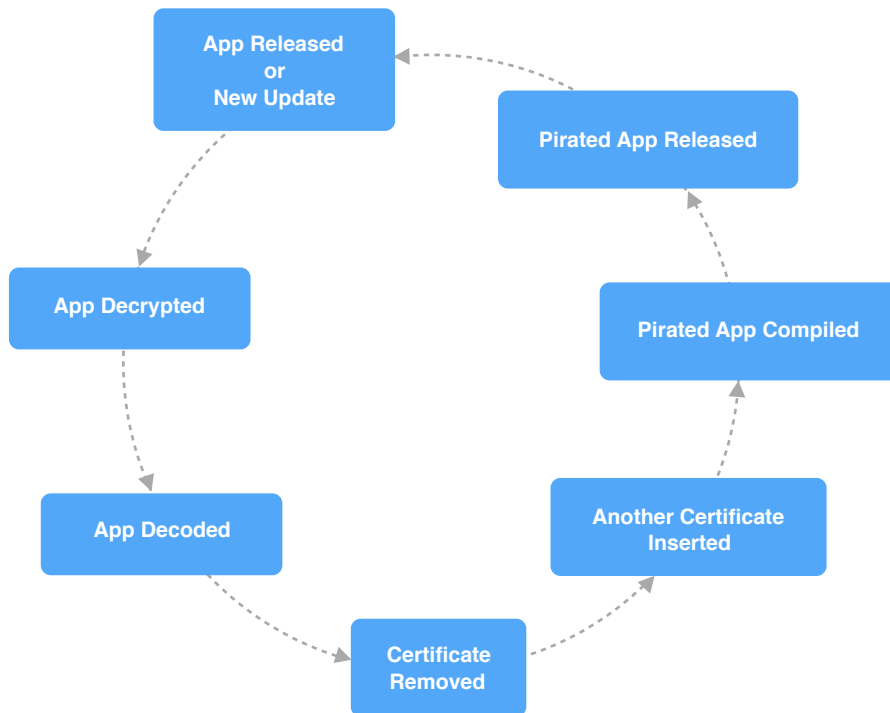 App Released
or
New Update
Pirated App Released
App Decrypted
Pirated App Compiled
App Decoded
Another Certificate
Inserted
Certificate
Removed